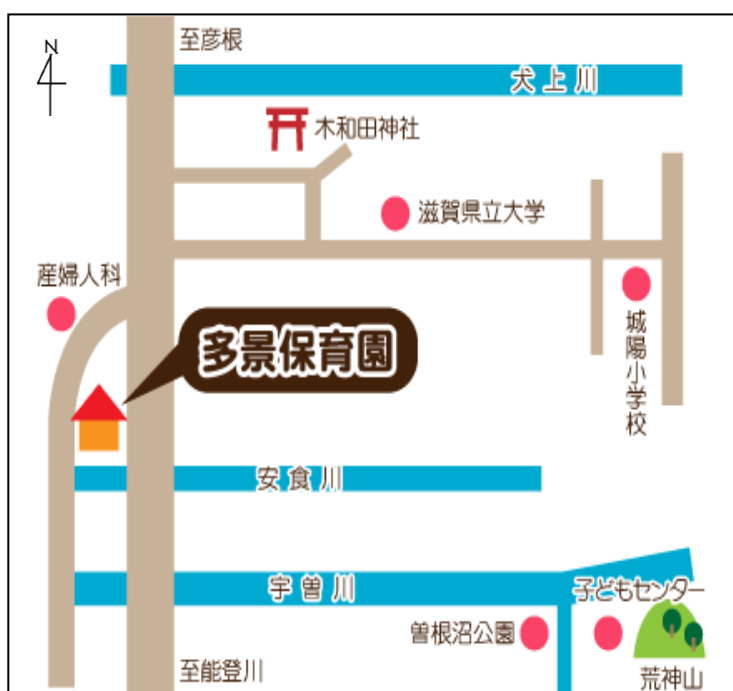 N
至彦根
犬上川
木和田神社
滋賀県立大学
産婦人科
城陽小学校
多景保育園
安食川
宇曽川
子どもセンター
曽根沼公園
荒神山
至能登川